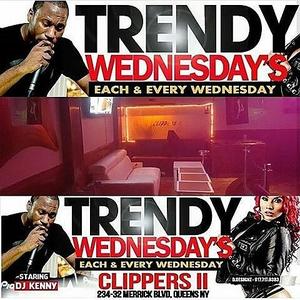 TRENDY
WEDNESDAY'$
EACH & EVERY WEDNESDAY
TRENDY
WEDNESDAY'$
EACH & EVERY WEDNESDAY
STARING
DJ KENNY
CLIPPERS II
234-32 MERRICK BLVD, QUEENS NY